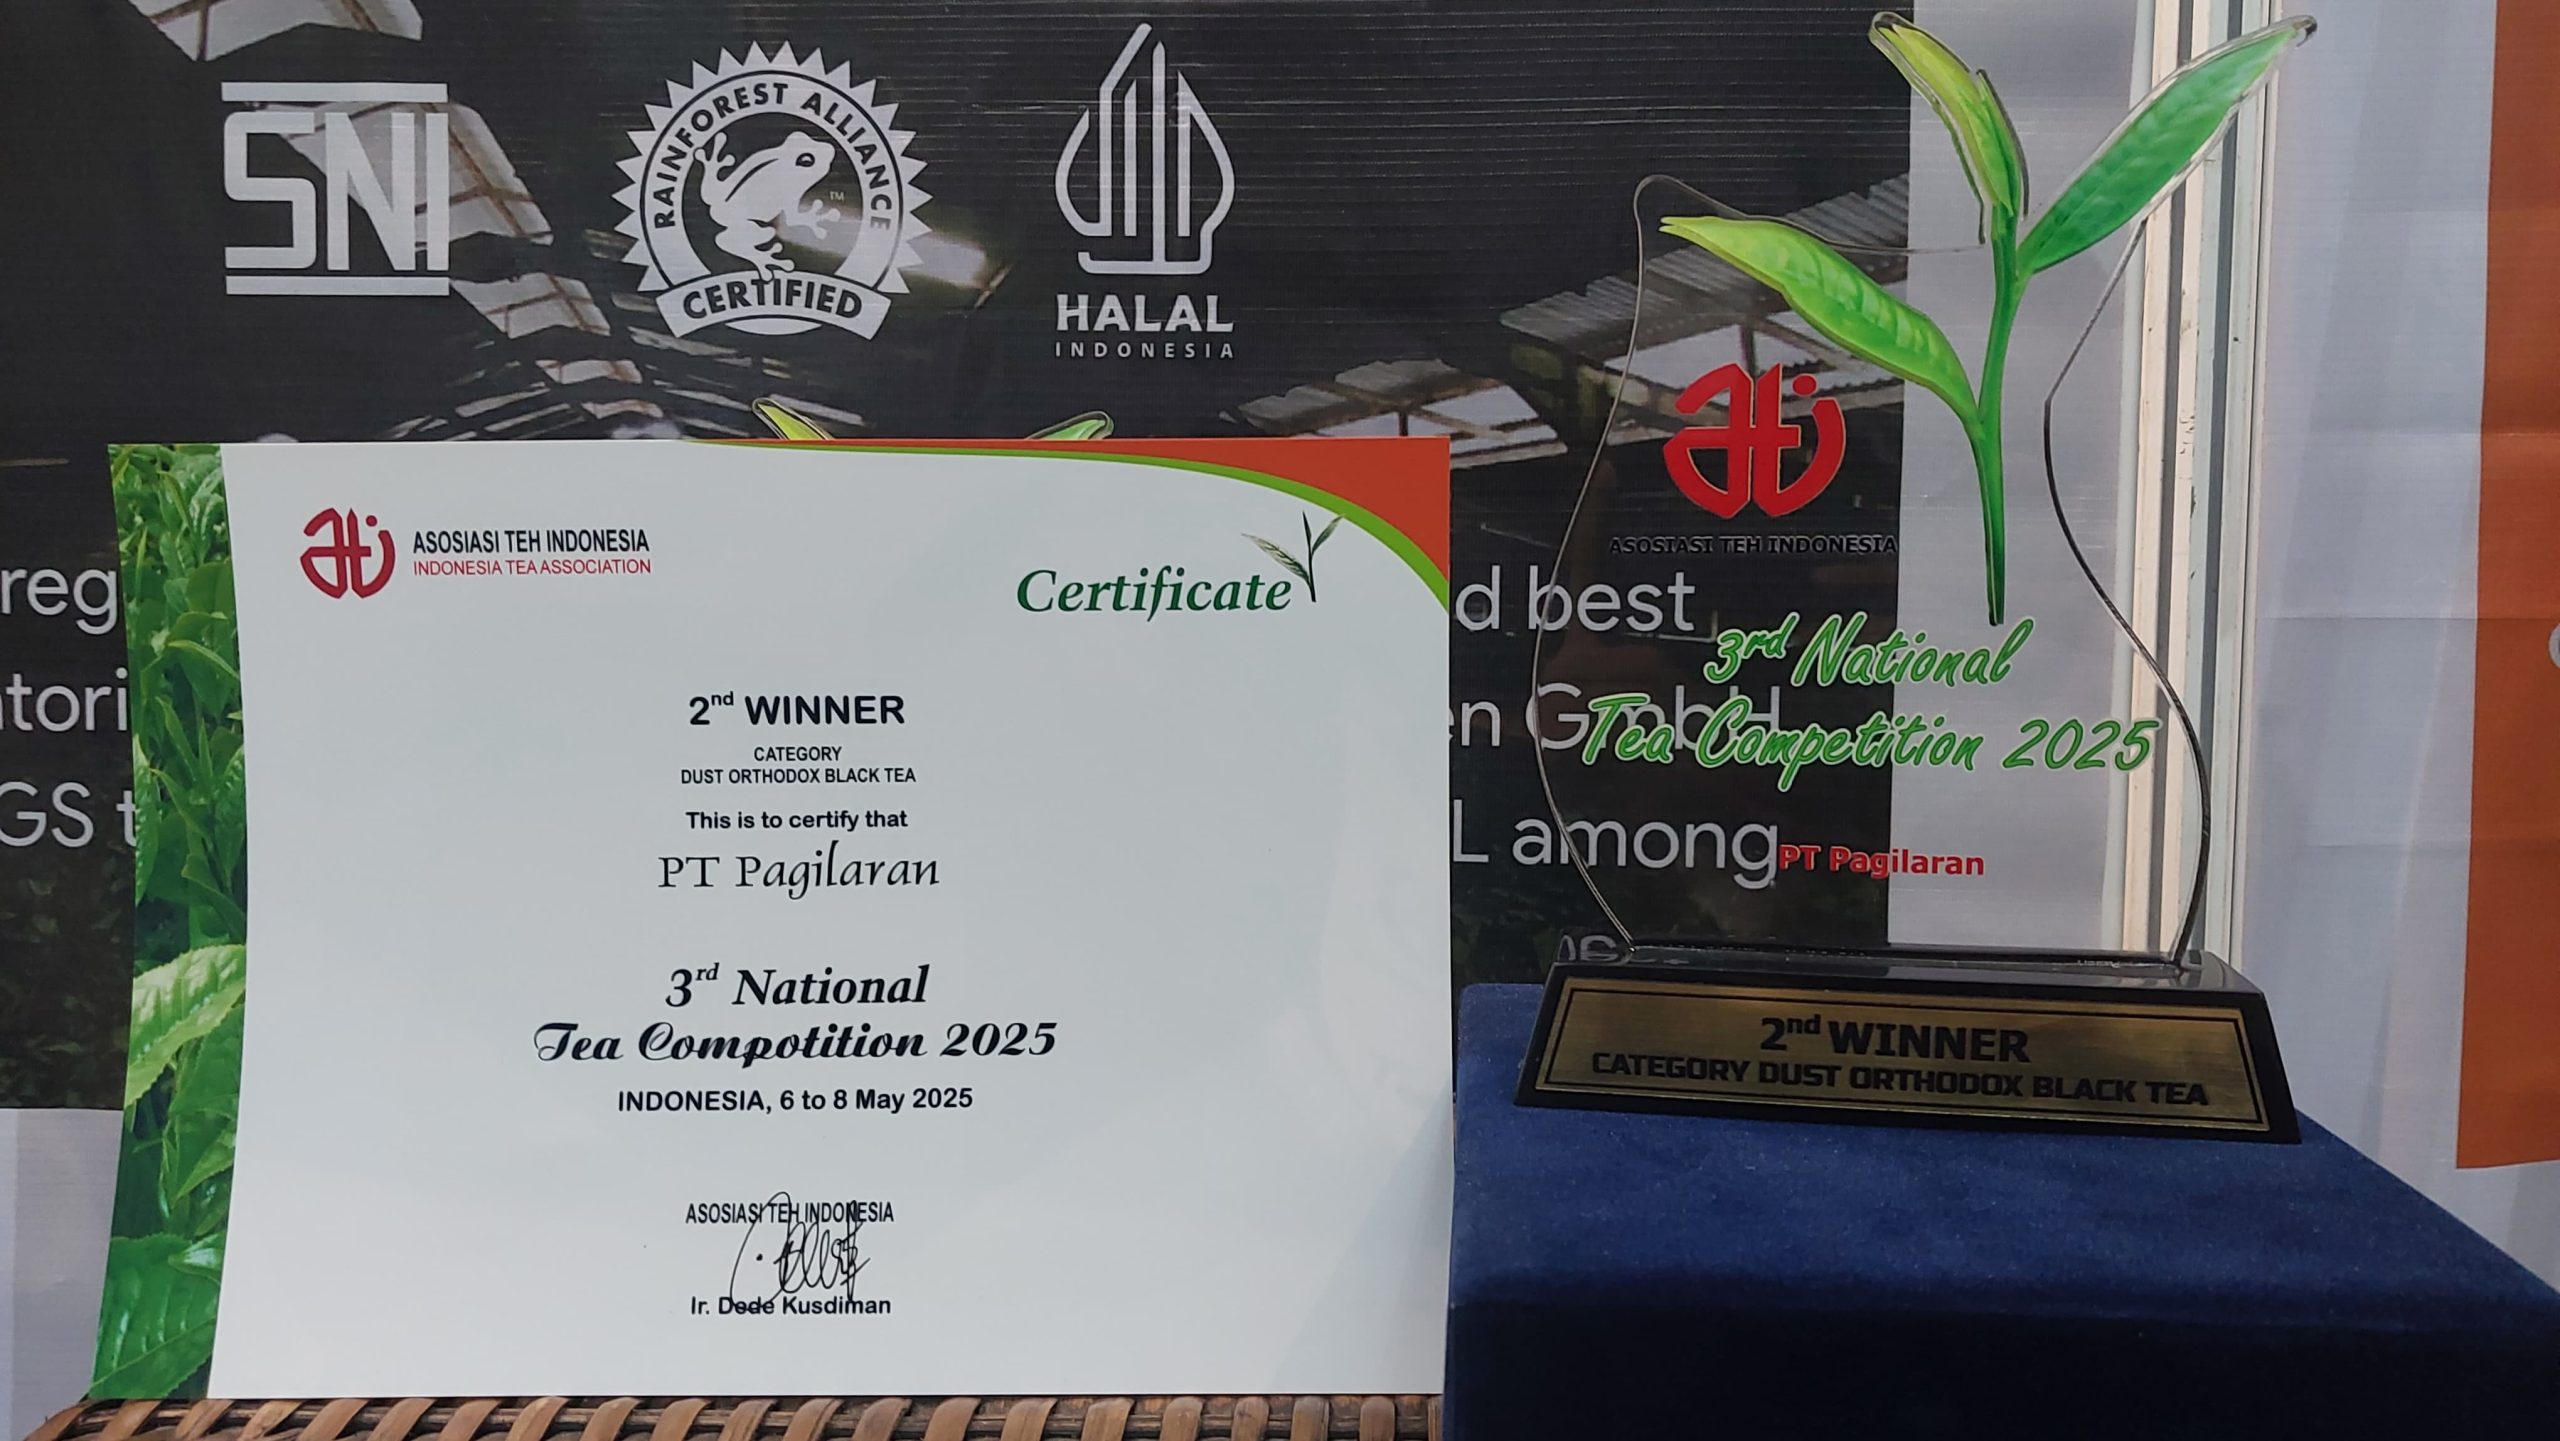 SNI
RAINFOREST ALLIANCE
TM
CERTIFIED
HALAL
INDONESIA
reg
d best
tori
en GmbH
GS t
L among
ati
ASOSIASI TEH INDONESIA
INDONESIA TEA ASSOCIATION
Certificate
2nd WINNER
CATEGORY
DUST ORTHODOX BLACK TEA
This is to certify that
PT Pagilaran
3rd National
Tea Compotition 2025
INDONESIA, 6 to 8 May 2025
ASOSIASI TEH INDONESIA
Ir. Dede Kusdiman
ati
ASOSIASI TEH INDONESIA
3rd National
Tea Competition 2025
PT Pagilaran
2nd WINNER
CATEGORY DUST ORTHODOX BLACK TEA